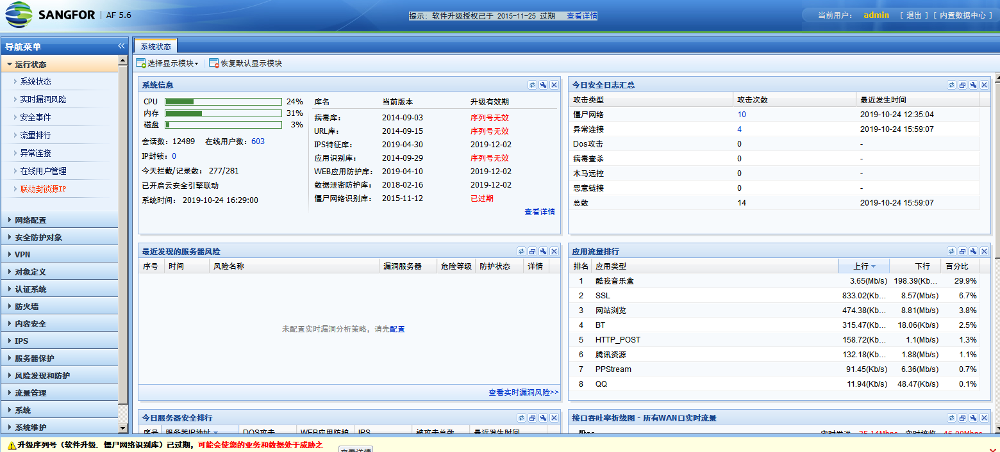 SANGFOR | AF 5.6
提示：软件升级授权已于 2015-11-25 过期 查看详情
当前用户： admin [ 退出 ] [ 内置数据中心 ]
导航菜单
运行状态
系统状态
实时漏洞风险
安全事件
流量排行
异常连接
在线用户管理
联动封锁源IP
网络配置
安全防护对象
VPN
对象定义
认证系统
防火墙
内容安全
IPS
服务器保护
风险发现和防护
流量管理
系统
系统维护
系统状态
选择显示模块 恢复默认显示模块
系统信息
CPU 24%
内存 31%
磁盘 3%
会话数：12489 在线用户数：603
IP封锁：0
今天拦截/记录数： 277/281
已开启云安全引擎联动
系统时间： 2019-10-24 16:29:00
库名 当前版本 升级有效期
病毒库： 2014-09-03 序列号无效
URL库： 2014-09-15 序列号无效
IPS特征库： 2019-04-30 2019-12-02
应用识别库： 2014-09-29 序列号无效
WEB应用防护库： 2019-04-10 2019-12-02
数据泄密防护库： 2018-02-16 2019-12-02
僵尸网络识别库： 2015-11-12 已过期
查看详情
今日安全日志汇总
攻击类型 攻击次数 最近发生时间
僵尸网络 10 2019-10-24 12:35:04
异常连接 4 2019-10-24 15:59:07
Dos攻击 0 -
病毒查杀 0 -
木马远控 0 -
恶意链接 0 -
总数 14 2019-10-24 15:59:07
最近发现的服务器风险
序号 时间 风险名称 漏洞服务器 危险等级 防护状态 详情
未配置实时漏洞分析策略，请先配置
查看实时漏洞风险>>
应用流量排行
排名 应用类型 上行 下行 百分比
1 酷我音乐盒 3.65(Mb/s) 198.39(Kb... 29.9%
2 SSL 833.02(Kb... 8.57(Mb/s) 6.7%
3 网站浏览 474.38(Kb... 8.81(Mb/s) 3.8%
4 BT 315.47(Kb... 18.06(Kb/s) 2.5%
5 HTTP_POST 158.72(Kb... 1.1(Mb/s) 1.3%
6 腾讯资源 132.18(Kb... 1.88(Mb/s) 1.1%
7 PPStream 91.45(Kb/s) 6.36(Mb/s) 0.7%
8 QQ 11.94(Kb/s) 48.47(Kb/s) 0.1%
今日服务器安全排行
序号 服务器IP地址 DOS攻击 WEB应用防护 IPS 被攻击总数 最近发生时间
接口吞吐率折线图 - 所有WAN口实时流量
Mbps 实时发送 25.14Mbps 实时接收 46.90Mbps
升级序列号（软件升级．僵尸网络识别库）已过期，可能会使您的业务和数据处于威胁之
查看详情